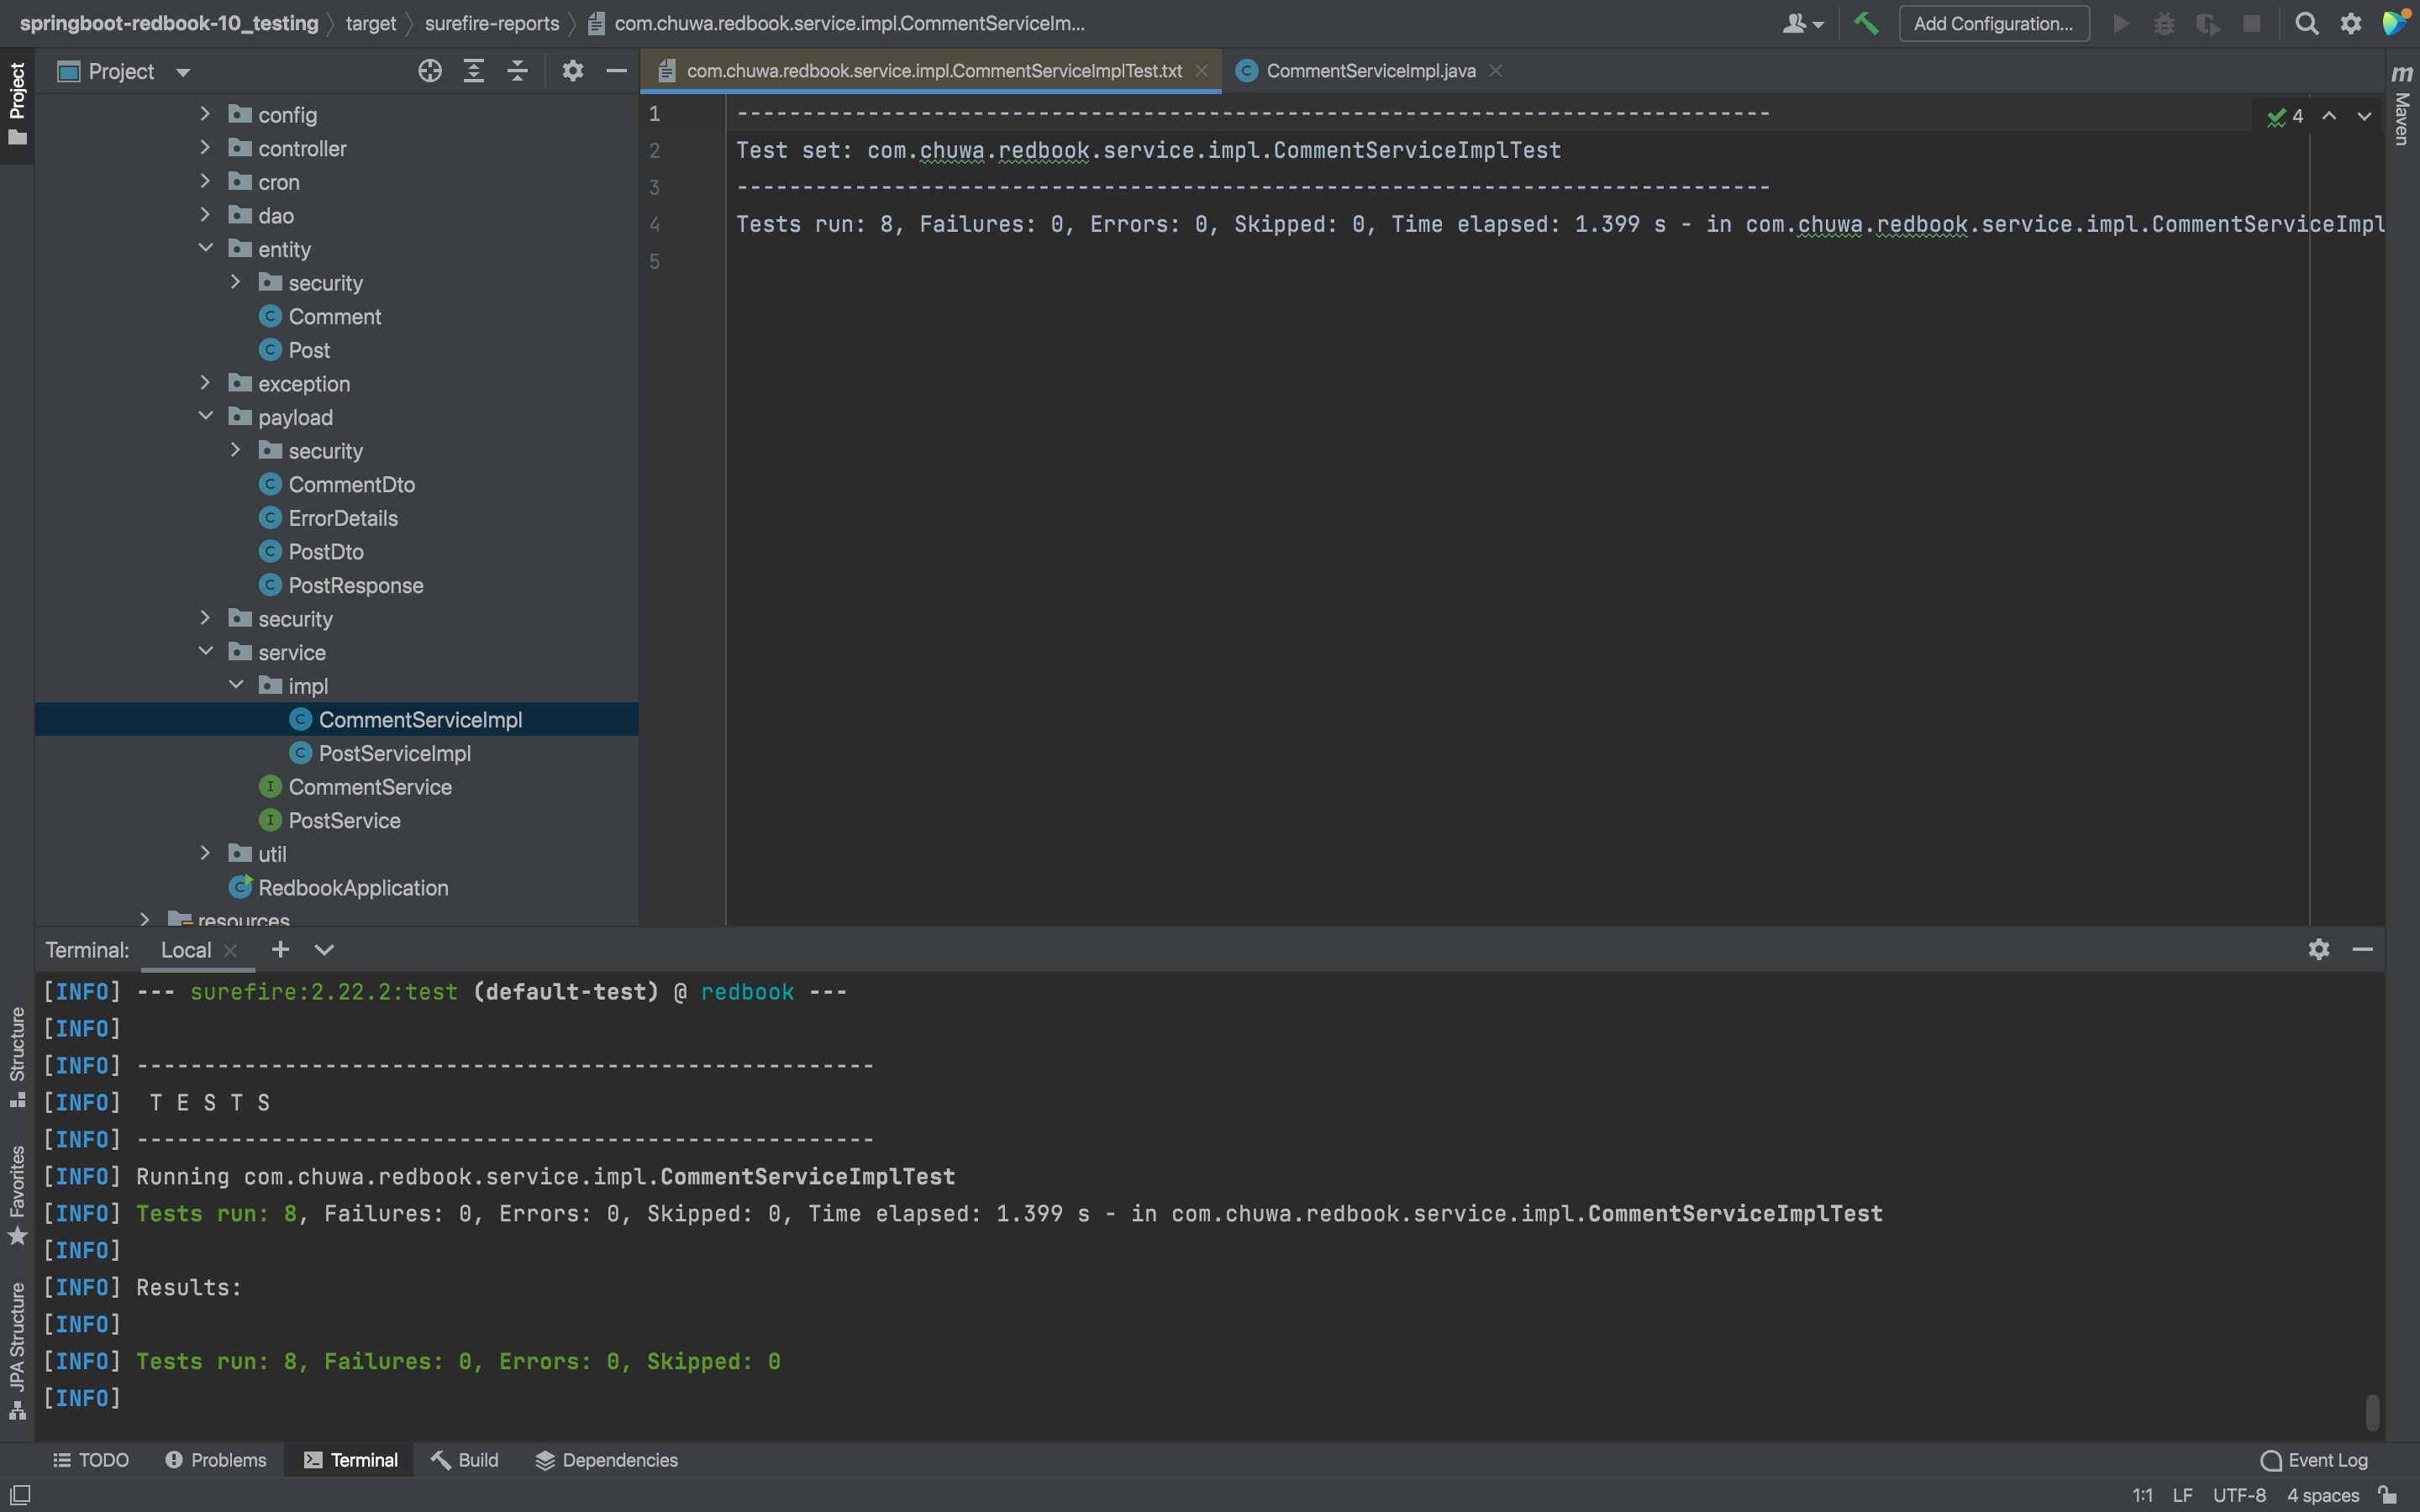 springboot-redbook-10_testing target surefire-reports com.chuwa.redbook.service.impl.CommentServiceIm... Add Configuration...
Project
Project
com.chuwa.redbook.service.impl.CommentServiceImplTest.txt CommentServiceImpl.java
m Maven
config
controller
cron
dao
entity
security
Comment
Post
exception
payload
security
CommentDto
ErrorDetails
PostDto
PostResponse
security
service
impl
CommentServiceImpl
PostServiceImpl
CommentService
PostService
util
RedbookApplication
resources
1 --------------------------------------------------------------------------------
4
2 Test set: com.chuwa.redbook.service.impl.CommentServiceImplTest
3 --------------------------------------------------------------------------------
4 Tests run: 8, Failures: 0, Errors: 0, Skipped: 0, Time elapsed: 1.399 s - in com.chuwa.redbook.service.impl.CommentServiceImpl
5
Terminal: Local
[INFO] --- surefire:2.22.2:test (default-test) @ redbook ---
[INFO]
[INFO] -------------------------------------------------------
[INFO]  T E S T S
[INFO] -------------------------------------------------------
[INFO] Running com.chuwa.redbook.service.impl.CommentServiceImplTest
[INFO] Tests run: 8, Failures: 0, Errors: 0, Skipped: 0, Time elapsed: 1.399 s - in com.chuwa.redbook.service.impl.CommentServiceImplTest
[INFO]
[INFO] Results:
[INFO]
[INFO] Tests run: 8, Failures: 0, Errors: 0, Skipped: 0
[INFO]
Structure
Favorites
JPA Structure
TODO Problems Terminal Build Dependencies Event Log
1:1 LF UTF-8 4 spaces